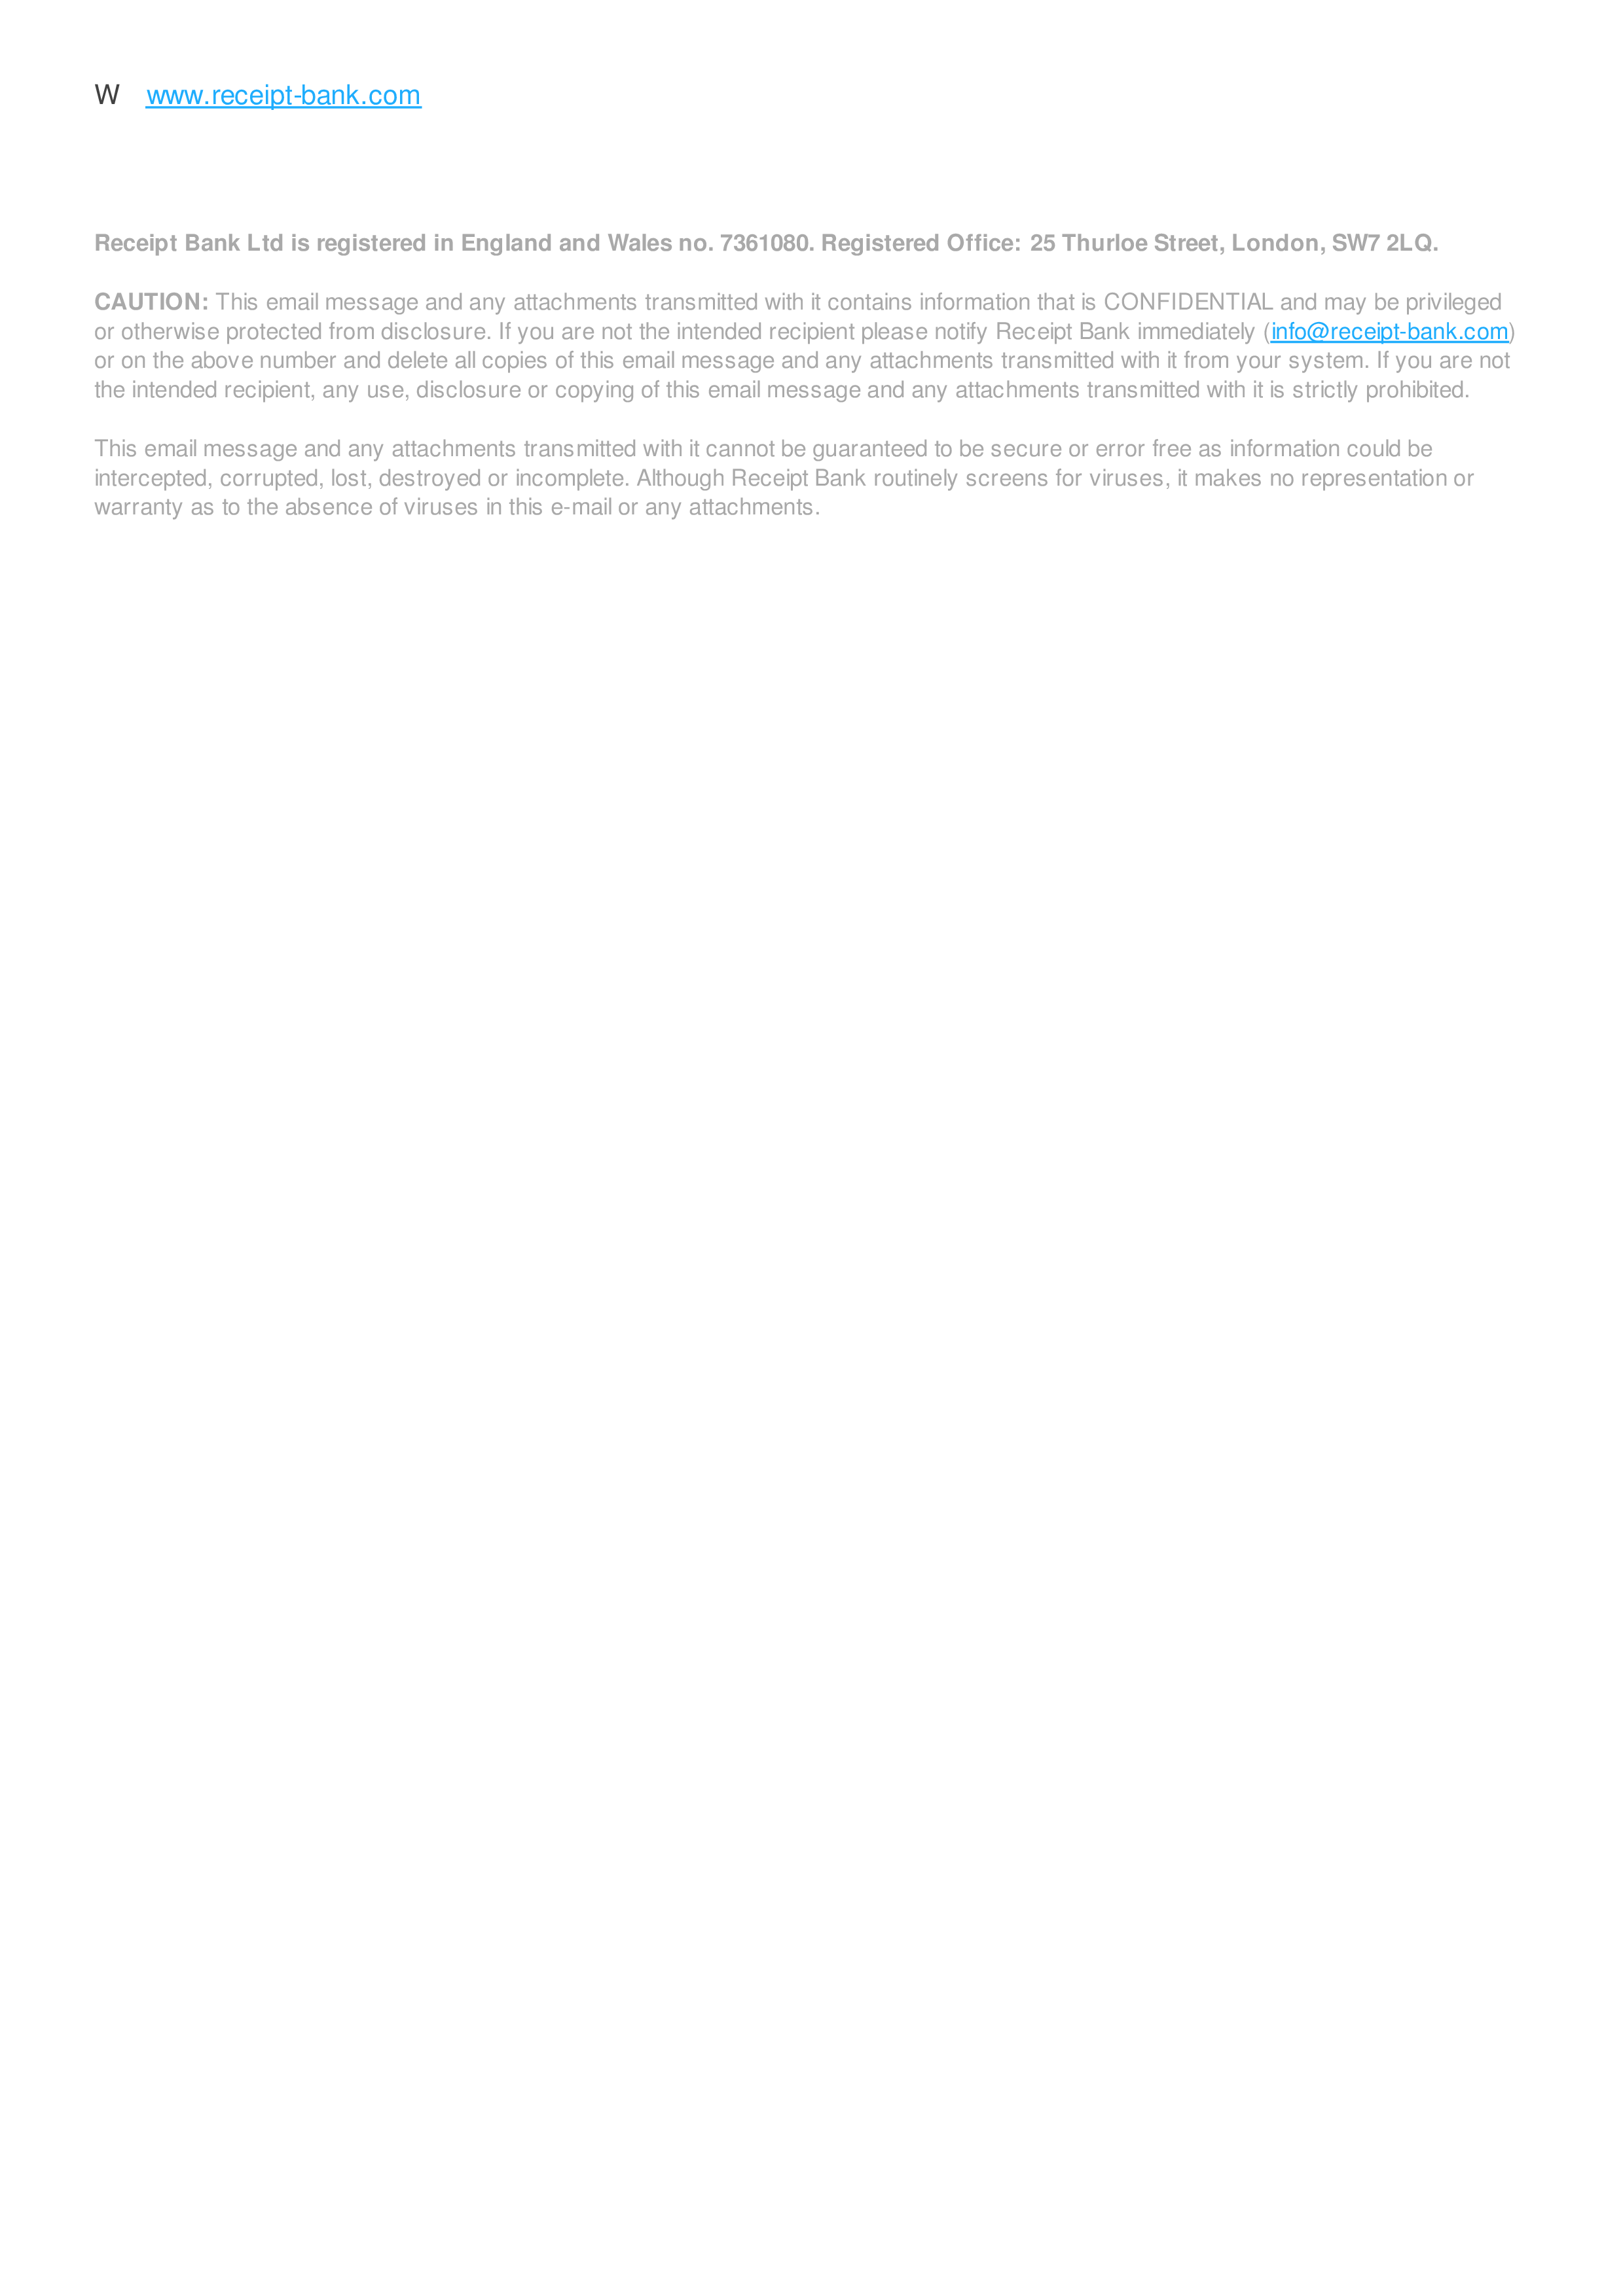 W www.receipt-bank.com
Receipt Bank Ltd is registered in England and Wales no. 7361080. Registered Office: 25 Thurloe Street, London, SW7 2LQ.
CAUTION: This email message and any attachments transmitted with it contains information that is CONFIDENTIAL and may be privileged
or otherwise protected from disclosure. If you are not the intended recipient please notify Receipt Bank immediately (info@receipt-bank.com)
or on the above number and delete all copies of this email message and any attachments transmitted with it from your system. If you are not
the intended recipient, any use, disclosure or copying of this email message and any attachments transmitted with it is strictly prohibited.
This email message and any attachments transmitted with it cannot be guaranteed to be secure or error free as information could be
intercepted, corrupted, lost, destroyed or incomplete. Although Receipt Bank routinely screens for viruses, it makes no representation or
warranty as to the absence of viruses in this e-mail or any attachments.